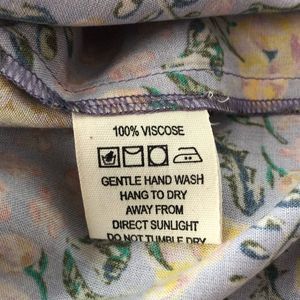 100% VISCOSE
GENTLE HAND WASH
HANG TO DRY
AWAY FROM
DIRECT SUNLIGHT
DO NOT TUMBLE DRY